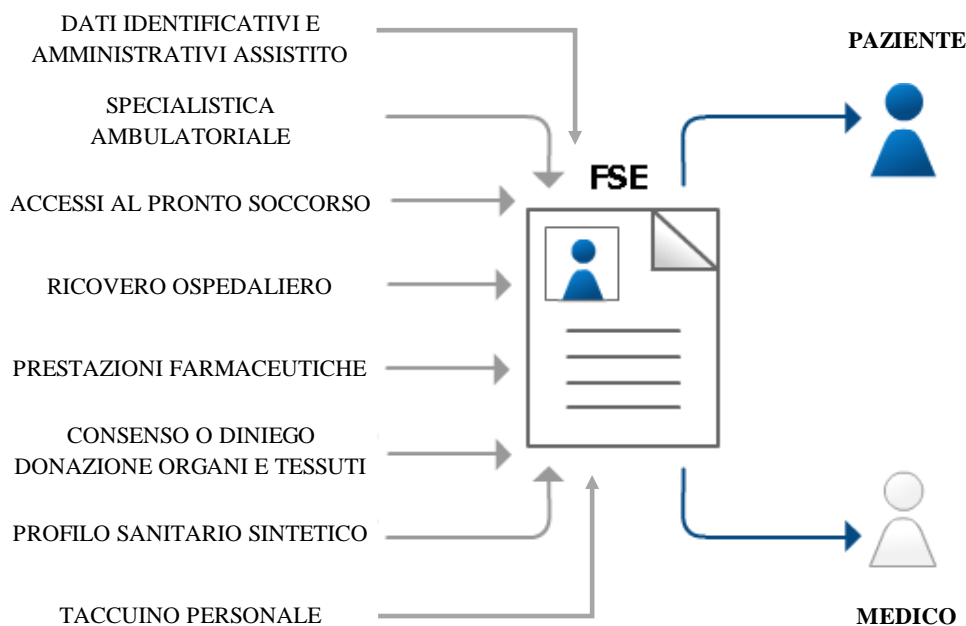 DATI IDENTIFICATIVI E
AMMINISTRATIVI ASSISTITO
SPECIALISTICA
AMBULATORIALE
ACCESSI AL PRONTO SOCCORSO
RICOVERO OSPEDALIERO
PRESTAZIONI FARMACEUTICHE
CONSENSO O DINIEGO
DONAZIONE ORGANI E TESSUTI
PROFILO SANITARIO SINTETICO
TACCUINO PERSONALE
FSE
PAZIENTE
MEDICO